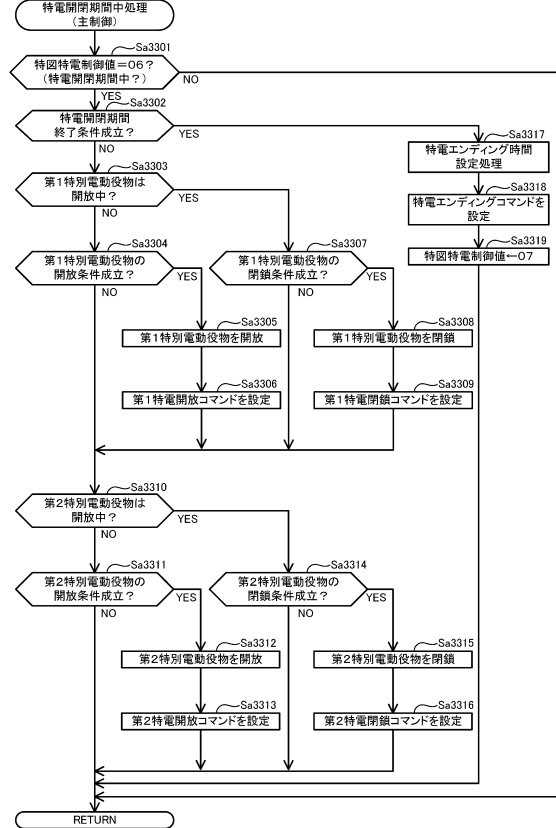 特電開閉期間中処理
(主制御)
Sa3301
特図特電制御値=06?
(特電開閉期間中?)
NO
YES
Sa3302
特電開閉期間
終了条件成立?
YES
NO
Sa3317
特電エンディング時間
設定処理
Sa3303
第1特別電動役物は
開放中?
YES
NO
Sa3318
特電エンディングコマンドを
設定
Sa3304
第1特別電動役物の
開放条件成立?
YES
NO
Sa3307
第1特別電動役物の
閉鎖条件成立?
YES
NO
Sa3319
特図特電制御値←07
Sa3305
第1特別電動役物を開放
Sa3308
第1特別電動役物を閉鎖
Sa3306
第1特電開放コマンドを設定
Sa3309
第1特電閉鎖コマンドを設定
Sa3310
第2特別電動役物は
開放中?
YES
NO
Sa3311
第2特別電動役物の
開放条件成立?
YES
NO
Sa3314
第2特別電動役物の
閉鎖条件成立?
YES
NO
Sa3312
第2特別電動役物を開放
Sa3315
第2特別電動役物を閉鎖
Sa3313
第2特電開放コマンドを設定
Sa3316
第2特電閉鎖コマンドを設定
RETURN